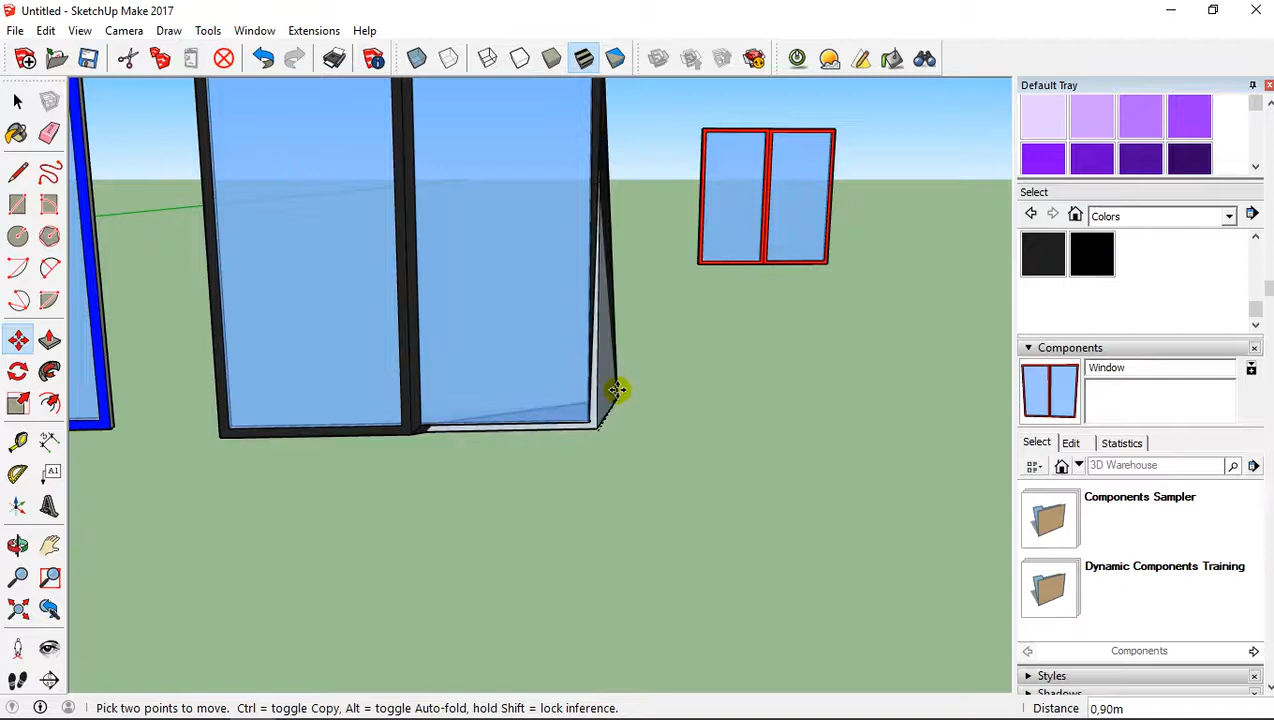 Untitled - SketchUp Make 2017
File Edit View Camera Draw Tools Window Extensions Help
Default Tray
Select
Colors
A1
Components
Window
Select Edit Statistics
3D Warehouse
Components Sampler
Dynamic Components Training
Components
Styles
Shadows
Pick two points to move. Ctrl = toggle Copy, Alt = toggle Auto-fold, hold Shift = lock inference.
Distance 0,90m